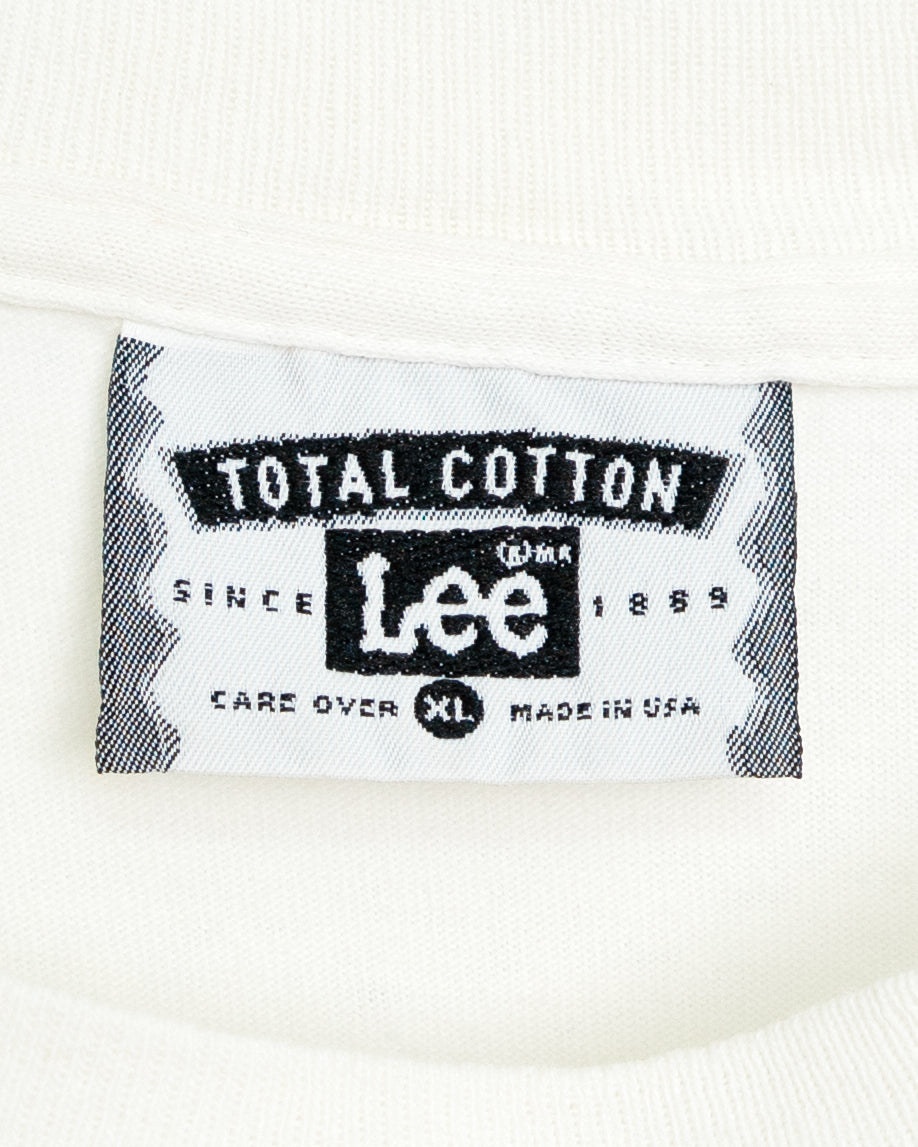 TOTAL COTTON
Lee (R) MR
SINCE 1889
CARE OVER XL MADE IN USA